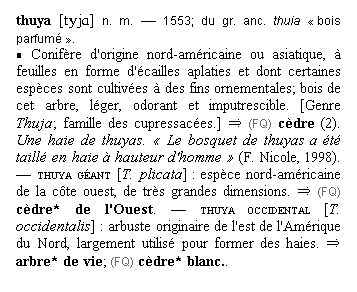 thuya [tyja] n. m. — 1553; du gr. anc. thuia « bois
parfumé ».
▪ Conifère d'origine nord-américaine ou asiatique, à
feuilles en forme d'écailles aplaties et dont certaines
espèces sont cultivées à des fins ornementales; bois de
cet arbre, léger, odorant et imputrescible. [Genre
Thuja; famille des cupressacées.] ⇒ (FQ) cèdre (2).
Une haie de thuyas. « Le bosquet de thuyas a été
taillé en haie à hauteur d'homme » (F. Nicole, 1998).
— THUYA GÉANT [T. plicata] : espèce nord-américaine
de la côte ouest, de très grandes dimensions. ⇒ (FQ)
cèdre* de l'Ouest. — THUYA OCCIDENTAL [T.
occidentalis] : arbuste originaire de l'est de l'Amérique
du Nord, largement utilisé pour former des haies. ⇒
arbre* de vie; (FQ) cèdre* blanc..